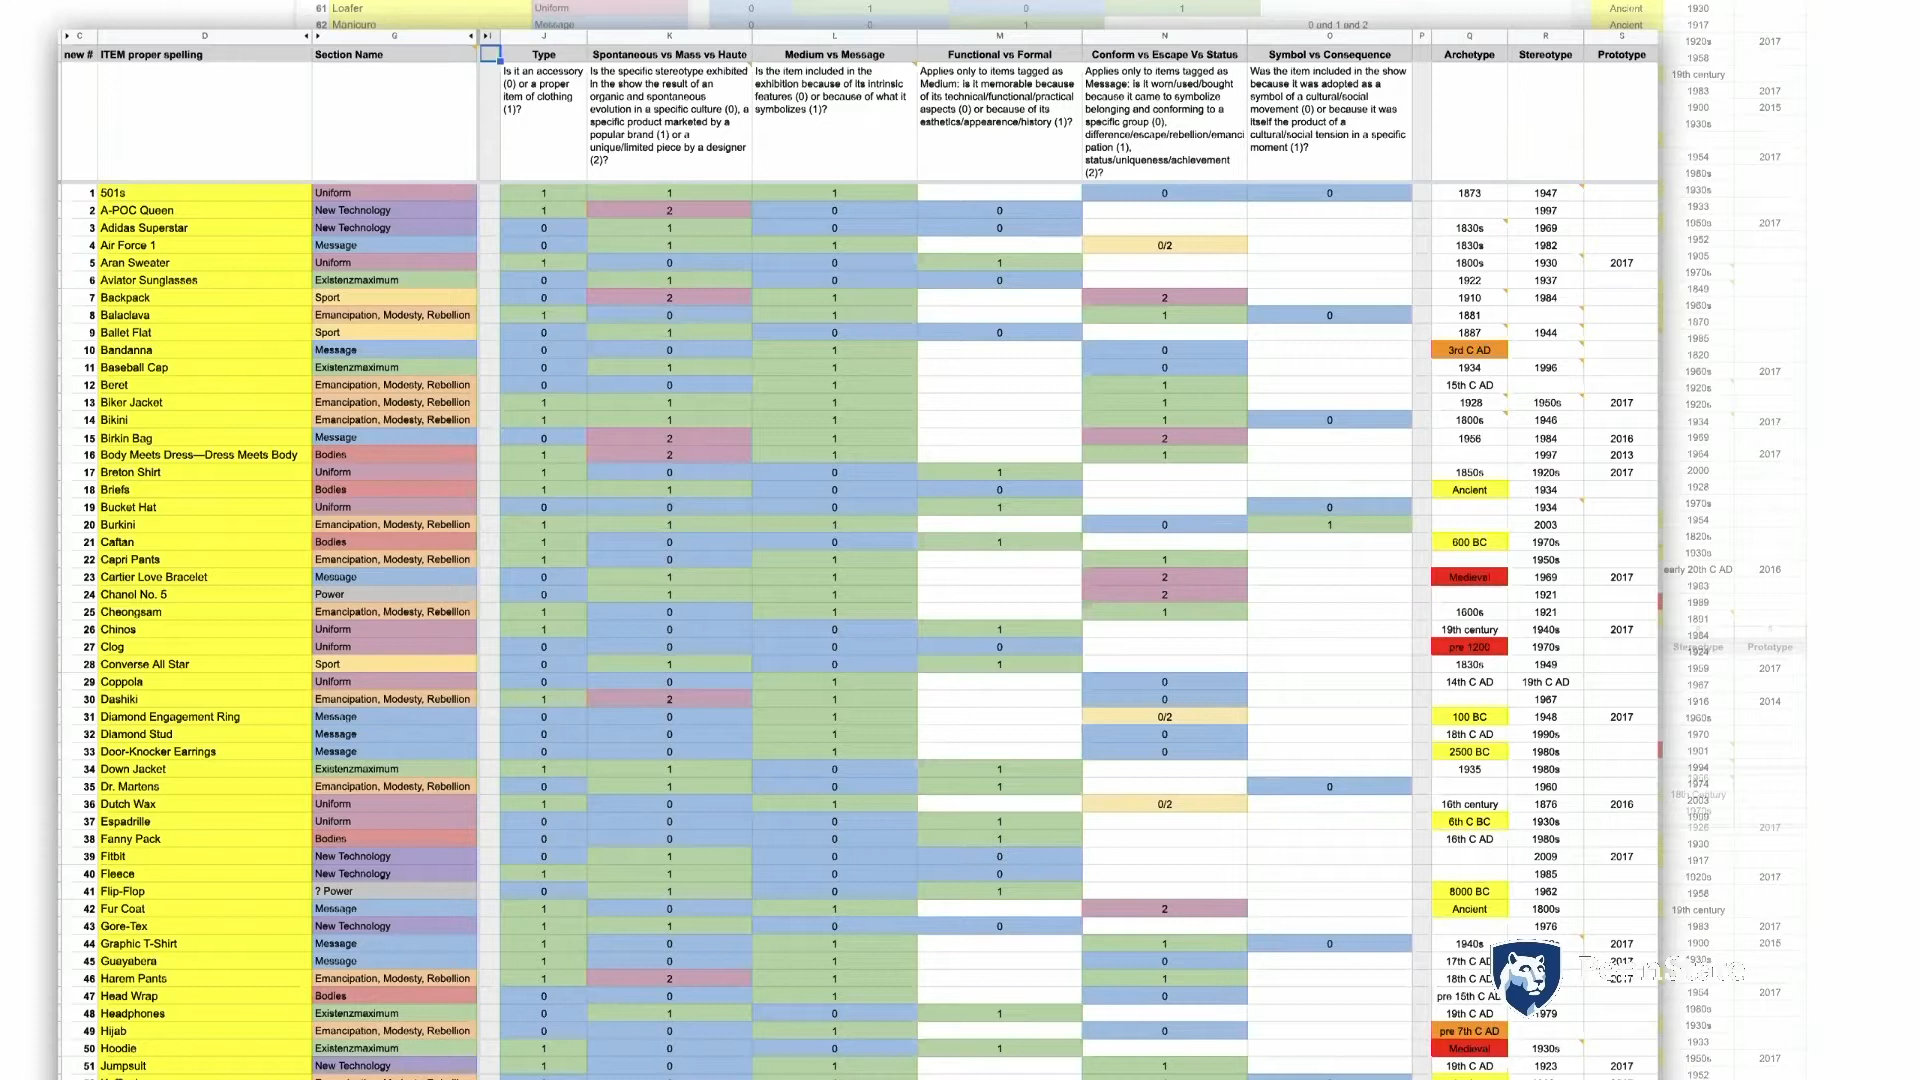 61 Loafer Uniform 0 1 0 1 Ancient 1930
62 Manicure Message 0 0 1 0 and 1 and 2 Ancient 1917
C D G I J K L M N O P Q R S
new # ITEM proper spelling Section Name Type Spontaneous vs Mass vs Haute Medium vs Message Functional vs Formal Conform vs Escape Vs Status Symbol vs Consequence Archetype Stereotype Prototype
Is it an accessory (0) or a proper item of clothing (1)?
Is the specific stereotype exhibited in the show the result of an organic and spontaneous evolution in a specific culture (0), a specific product marketed by a popular brand (1) or a unique/limited piece by a designer (2)?
Is the item included in the exhibition because of its intrinsic features (0) or because of what it symbolizes (1)?
Applies only to items tagged as Medium: is it memorable because of its technical/functional/practical aspects (0) or because of its esthetics/appearence/history (1)?
Applies only to items tagged as Message: is it worn/used/bought because it came to symbolize belonging and conforming to a specific group (0), difference/escape/rebellion/emanci pation (1), status/uniqueness/achievement (2)?
Was the item included in the show because it was adopted as a symbol of a cultural/social movement (0) or because it was itself the product of a cultural/social tension in a specific moment (1)?
1 501s Uniform 1 1 1 0 0 1873 1947
2 A-POC Queen New Technology 1 2 0 0 1997
3 Adidas Superstar New Technology 0 1 0 0 1830s 1969
4 Air Force 1 Message 0 1 1 0/2 1830s 1982
5 Aran Sweater Uniform 1 0 0 1 1800s 1930 2017
6 Aviator Sunglasses Existenzmaximum 0 1 0 0 1922 1937
7 Backpack Sport 0 2 1 2 1910 1984
8 Balaclava Emancipation, Modesty, Rebellion 1 0 1 1 0 1881
9 Ballet Flat Sport 0 1 0 0 1887 1944
10 Bandanna Message 0 0 1 0 3rd C AD
11 Baseball Cap Existenzmaximum 0 1 1 0 1934 1996
12 Beret Emancipation, Modesty, Rebellion 0 0 1 1 15th C AD
13 Biker Jacket Emancipation, Modesty, Rebellion 1 1 1 1 1928 1950s 2017
14 Bikini Emancipation, Modesty, Rebellion 1 1 1 1 0 1800s 1946
15 Birkin Bag Message 0 2 1 2 1956 1984 2016
16 Body Meets Dress—Dress Meets Body Bodies 1 2 1 1 1997 2013
17 Breton Shirt Uniform 1 0 0 1 1850s 1920s 2017
18 Briefs Bodies 1 1 0 0 Ancient 1934
19 Bucket Hat Uniform 0 0 0 1 0 1934
20 Burkini Emancipation, Modesty, Rebellion 1 1 1 0 1 2003
21 Caftan Bodies 1 0 0 1 600 BC 1970s
22 Capri Pants Emancipation, Modesty, Rebellion 1 0 1 1 1950s
23 Cartier Love Bracelet Message 0 1 1 2 Medieval 1969 2017
24 Chanel No. 5 Power 0 1 1 2 1921
25 Cheongsam Emancipation, Modesty, Rebellion 1 0 1 1 1600s 1921
26 Chinos Uniform 1 0 0 1 19th century 1940s 2017
27 Clog Uniform 0 0 0 0 pre 1200 1970s
28 Converse All Star Sport 0 1 0 1 1830s 1949
29 Coppola Uniform 0 0 1 0 14th C AD 19th C AD
30 Dashiki Emancipation, Modesty, Rebellion 1 2 1 0 1967
31 Diamond Engagement Ring Message 0 0 1 0/2 100 BC 1948 2017
32 Diamond Stud Message 0 0 1 0 18th C AD 1990s
33 Door-Knocker Earrings Message 0 0 1 0 2500 BC 1980s
34 Down Jacket Existenzmaximum 1 1 0 1 1935 1980s
35 Dr. Martens Emancipation, Modesty, Rebellion 0 1 0 1 0 1960
36 Dutch Wax Uniform 1 0 1 0/2 16th century 1876 2016
37 Espadrille Uniform 0 0 0 1 6th C BC 1930s
38 Fanny Pack Bodies 0 0 0 1 16th C AD 1980s
39 Fitbit New Technology 0 1 0 0 2009 2017
40 Fleece New Technology 1 1 0 0 1985
41 Flip-Flop ? Power 0 1 0 1 8000 BC 1962
42 Fur Coat Message 1 0 1 2 Ancient 1800s
43 Gore-Tex New Technology 1 1 0 0 1976
44 Graphic T-Shirt Message 1 0 1 1 0 1940s 2017
45 Guayabera Message 1 0 1 0 17th C AD 2017
46 Harem Pants Emancipation, Modesty, Rebellion 1 2 1 1 18th C AD 2017
47 Head Wrap Bodies 0 0 1 0 pre 15th C AD
48 Headphones Existenzmaximum 0 1 0 1 19th C AD 1979
49 Hijab Emancipation, Modesty, Rebellion 0 0 1 0 pre 7th C AD
50 Hoodie Existenzmaximum 1 0 0 1 Medieval 1930s
51 Jumpsuit New Technology 1 0 1 1 19th C AD 1923 2017
PennState